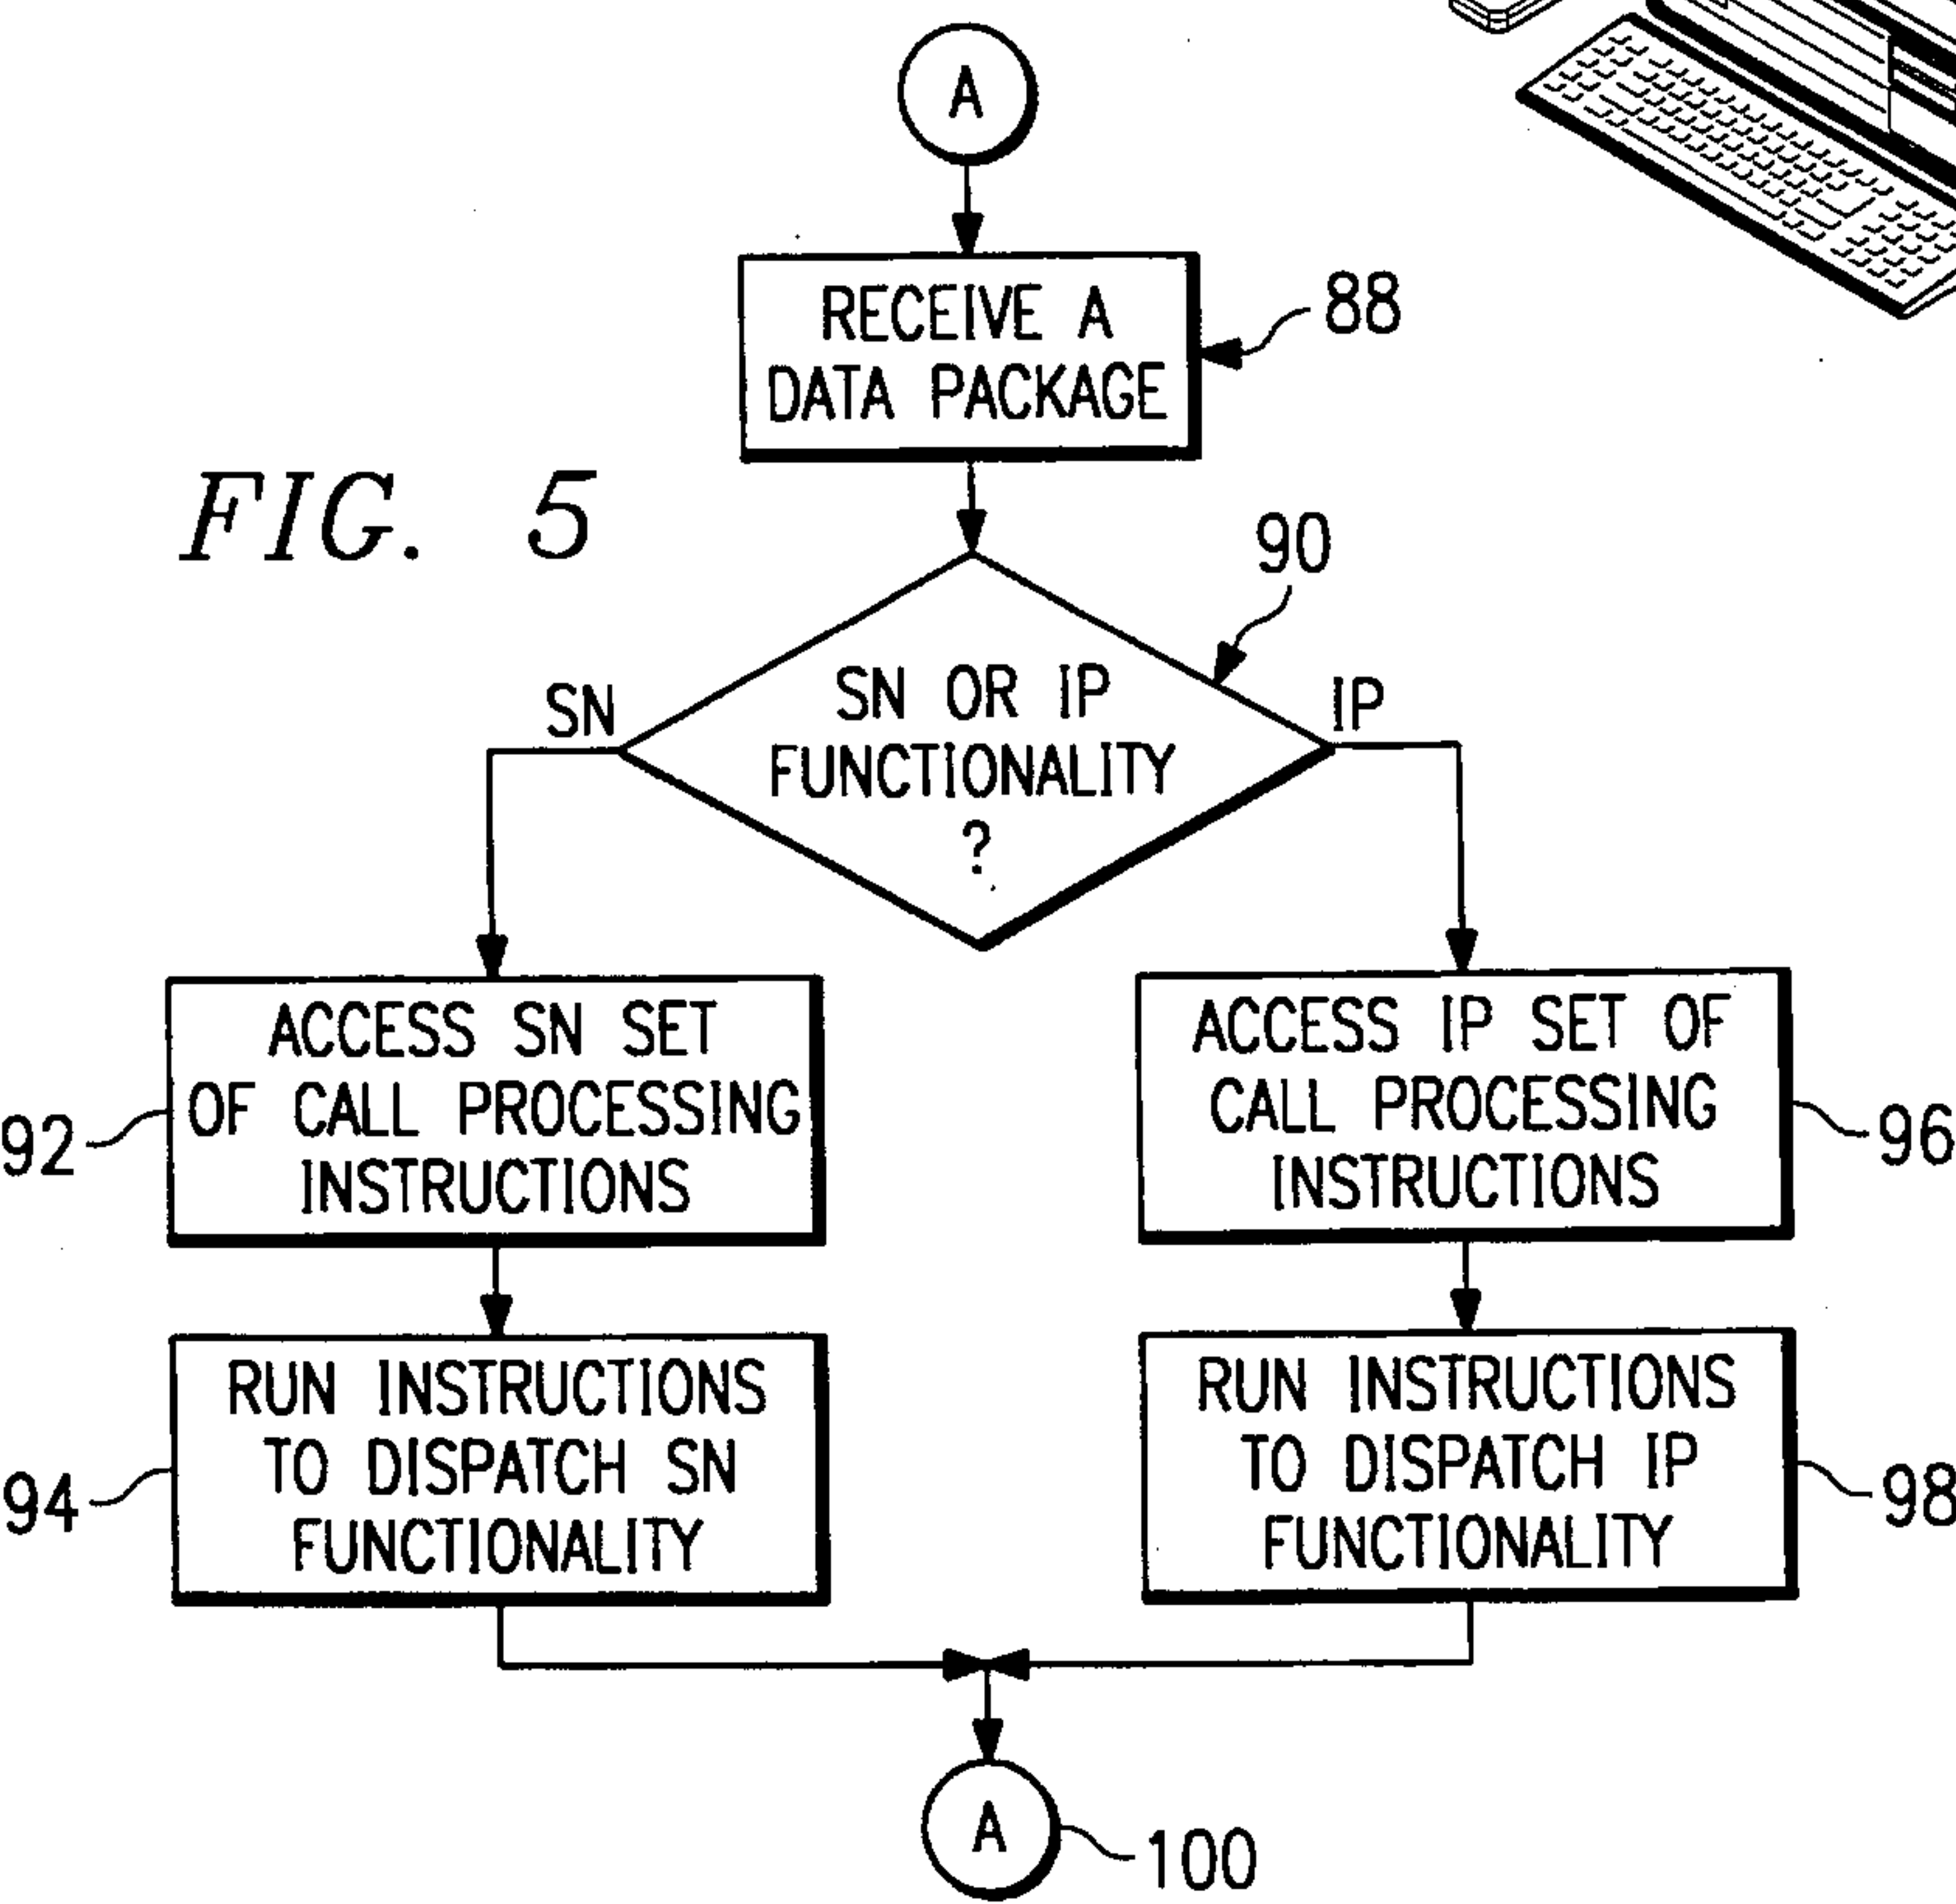 A
RECEIVE A
DATA PACKAGE
88
FIG. 5
90
SN OR IP
FUNCTIONALITY
?
SN
IP
ACCESS SN SET
OF CALL PROCESSING
INSTRUCTIONS
92
ACCESS IP SET OF
CALL PROCESSING
INSTRUCTIONS
96
RUN INSTRUCTIONS
TO DISPATCH SN
FUNCTIONALITY
94
RUN INSTRUCTIONS
TO DISPATCH IP
FUNCTIONALITY
98
A
100